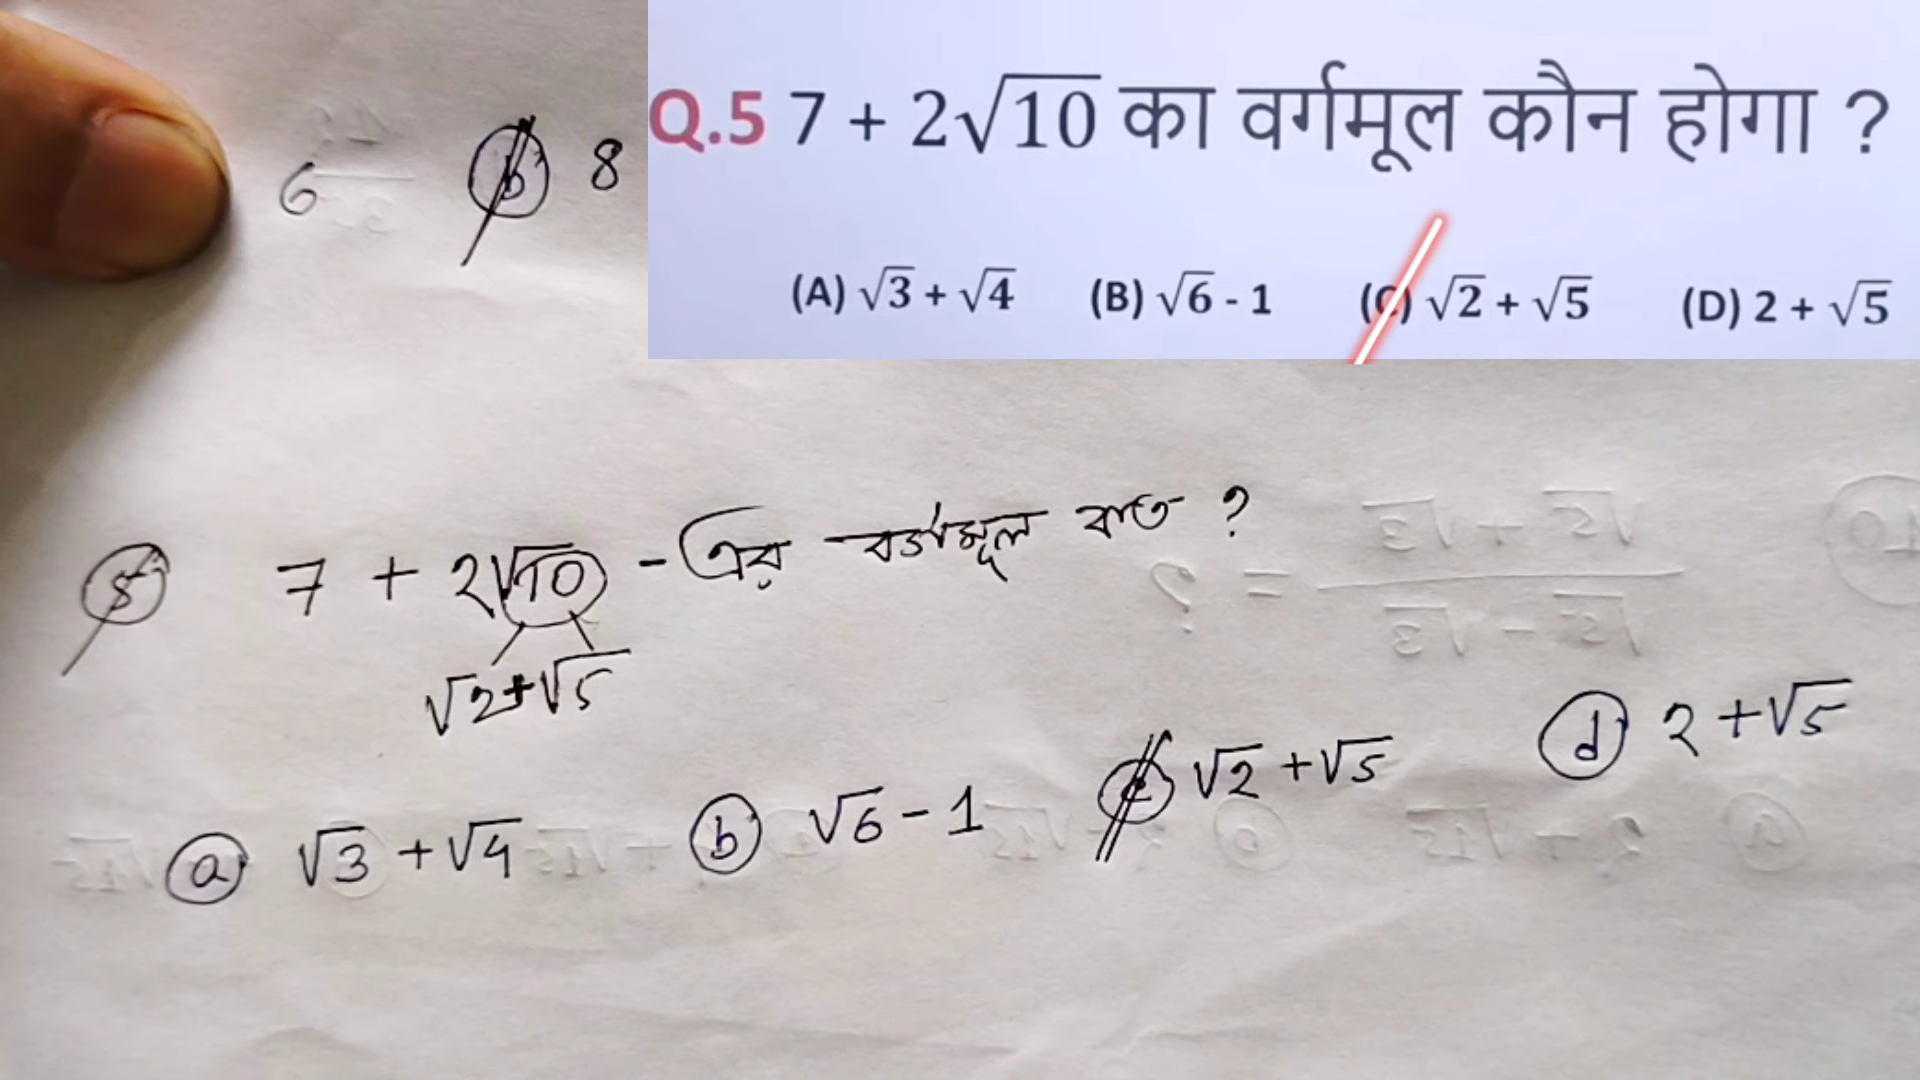 6 (b) 8
Q.5 7 + 2√10 का वर्गमूल कौन होगा ?
(A) √3 + √4 (B) √6 - 1 (C) √2 + √5 (D) 2 + √5
5 7 + 2√10 - এর বর্গমূল কত ?
√2+√5
(a) √3 + √4 (b) √6 - 1 (c) √2 + √5 (d) 2 + √5